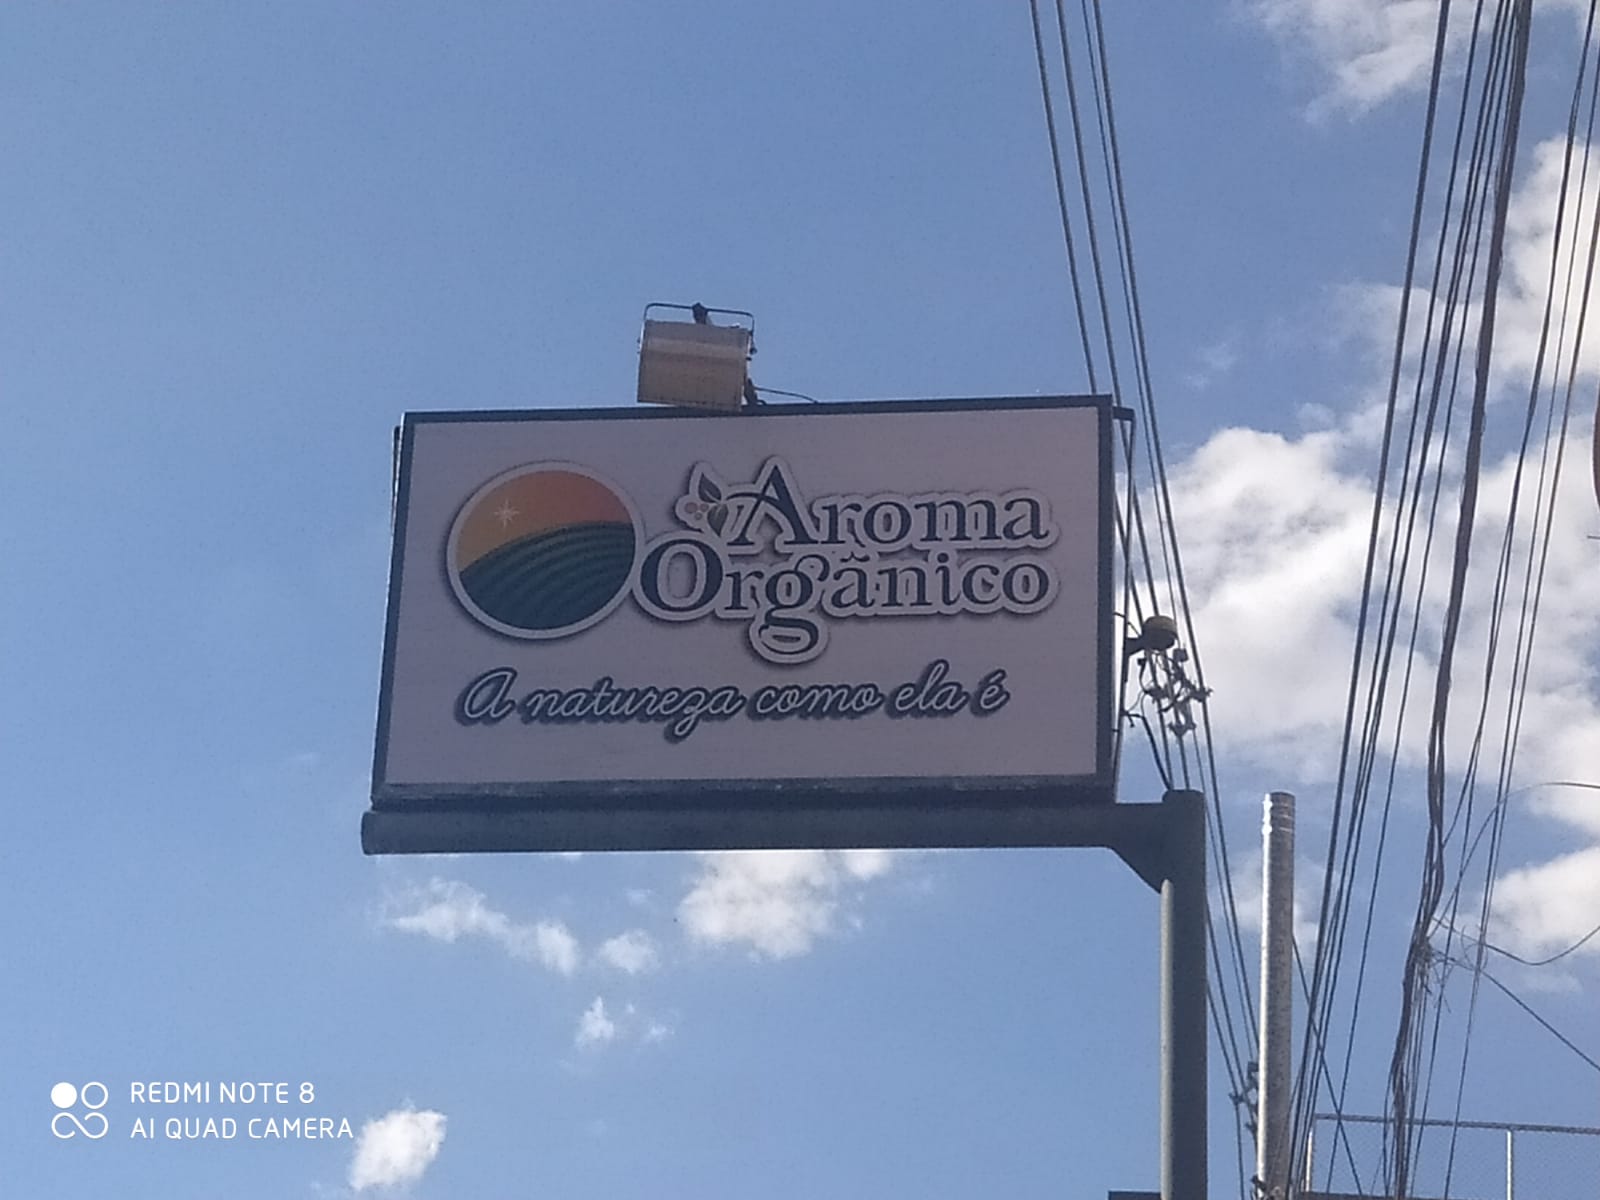 Aroma
Orgânico
A natureza como ela é
REDMI NOTE 8
AI QUAD CAMERA